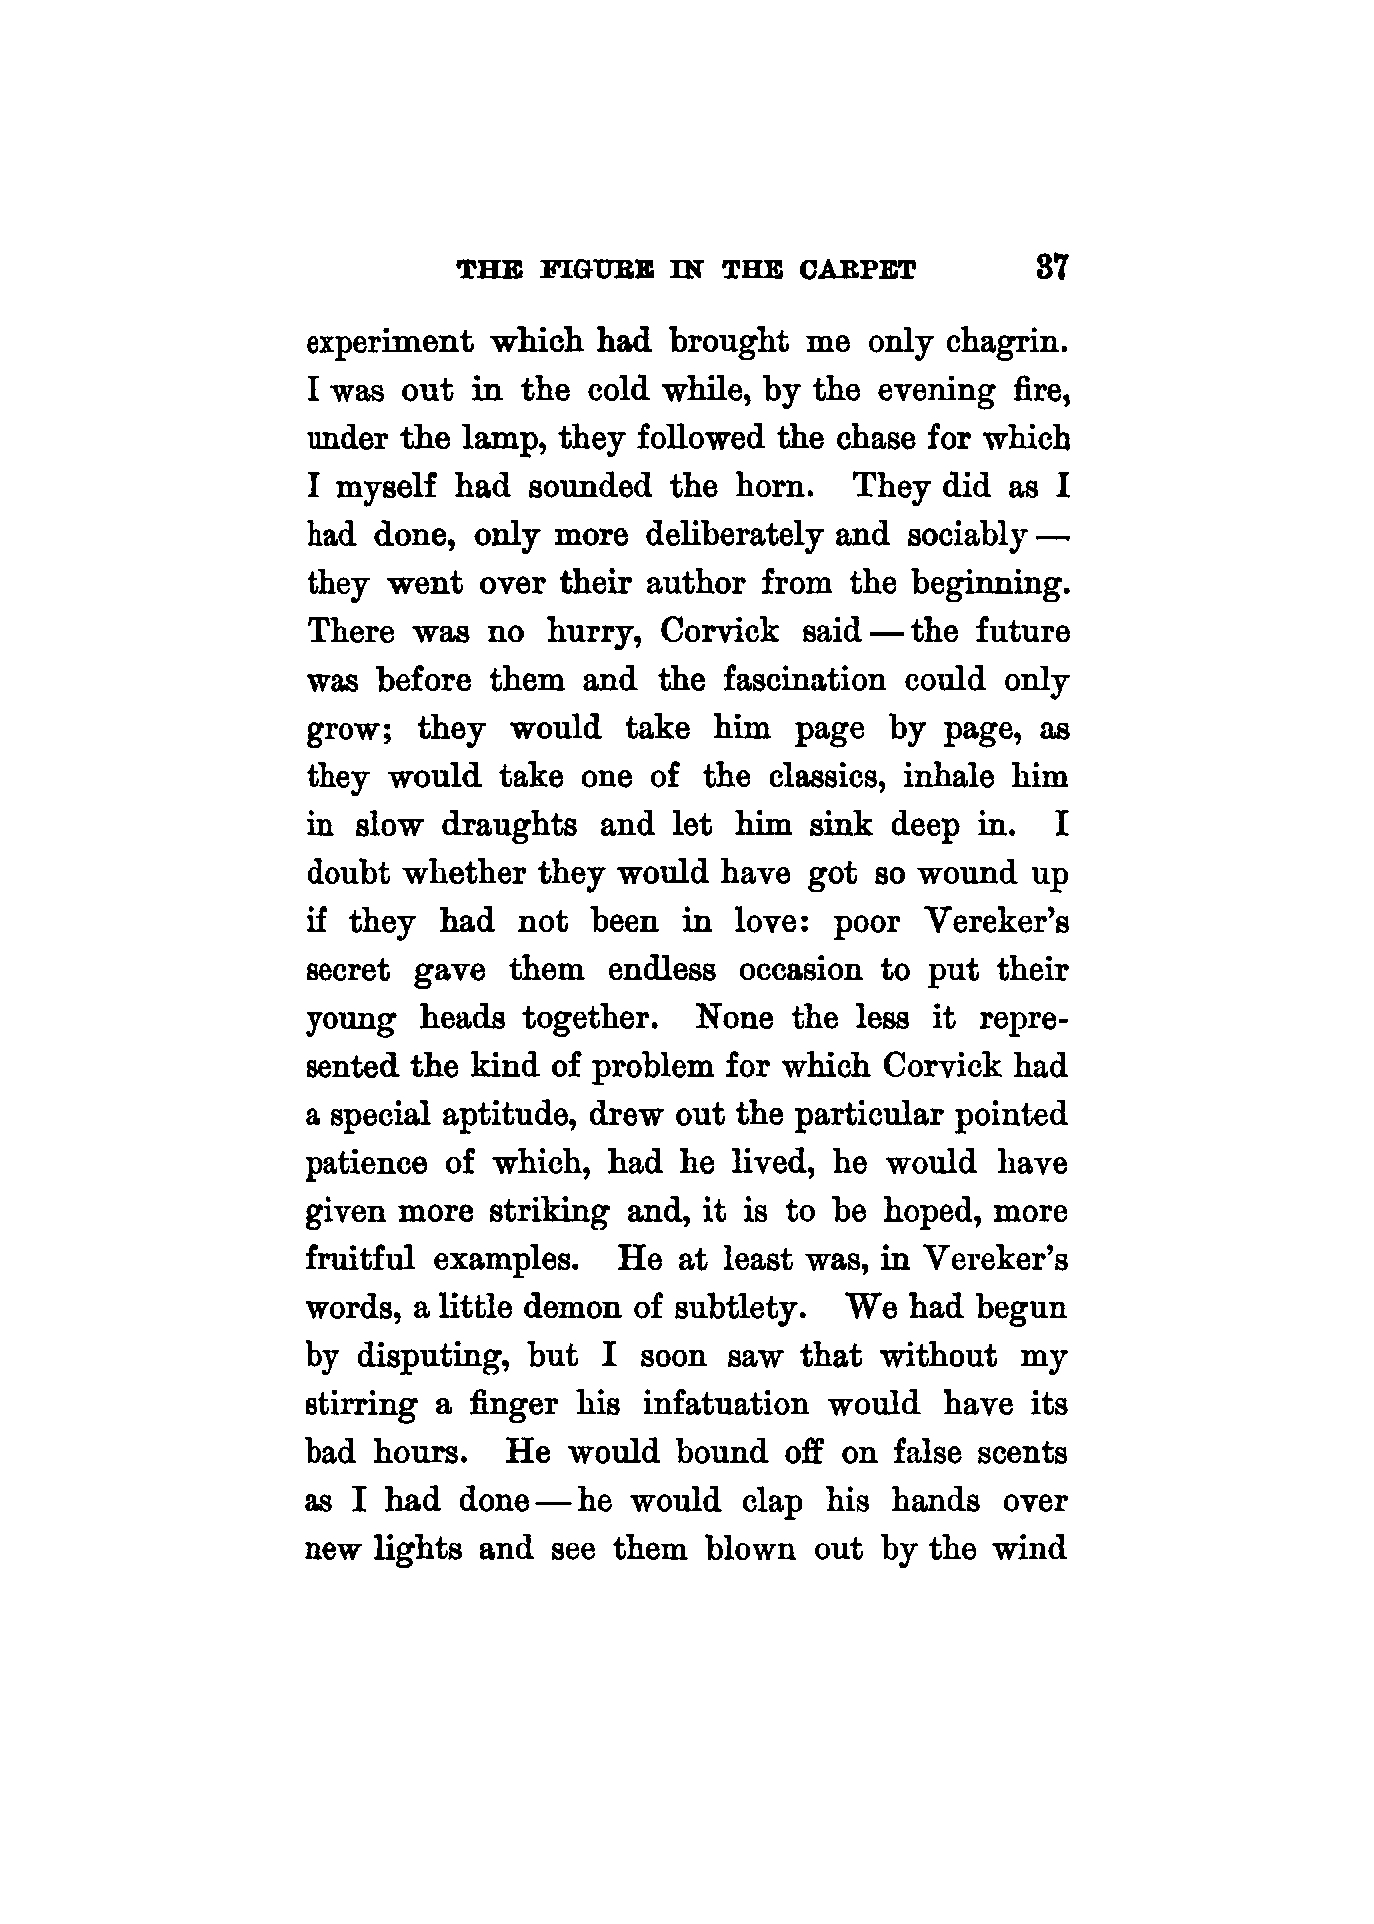 THE FIGURE IN THE CARPET 37
experiment which had brought me only chagrin.
I was out in the cold while, by the evening fire,
under the lamp, they followed the chase for which
I myself had sounded the horn. They did as I
had done, only more deliberately and sociably —
they went over their author from the beginning.
There was no hurry, Corvick said — the future
was before them and the fascination could only
grow; they would take him page by page, as
they would take one of the classics, inhale him
in slow draughts and let him sink deep in. I
doubt whether they would have got so wound up
if they had not been in love: poor Vereker's
secret gave them endless occasion to put their
young heads together. None the less it repre-
sented the kind of problem for which Corvick had
a special aptitude, drew out the particular pointed
patience of which, had he lived, he would have
given more striking and, it is to be hoped, more
fruitful examples. He at least was, in Vereker's
words, a little demon of subtlety. We had begun
by disputing, but I soon saw that without my
stirring a finger his infatuation would have its
bad hours. He would bound off on false scents
as I had done — he would clap his hands over
new lights and see them blown out by the wind